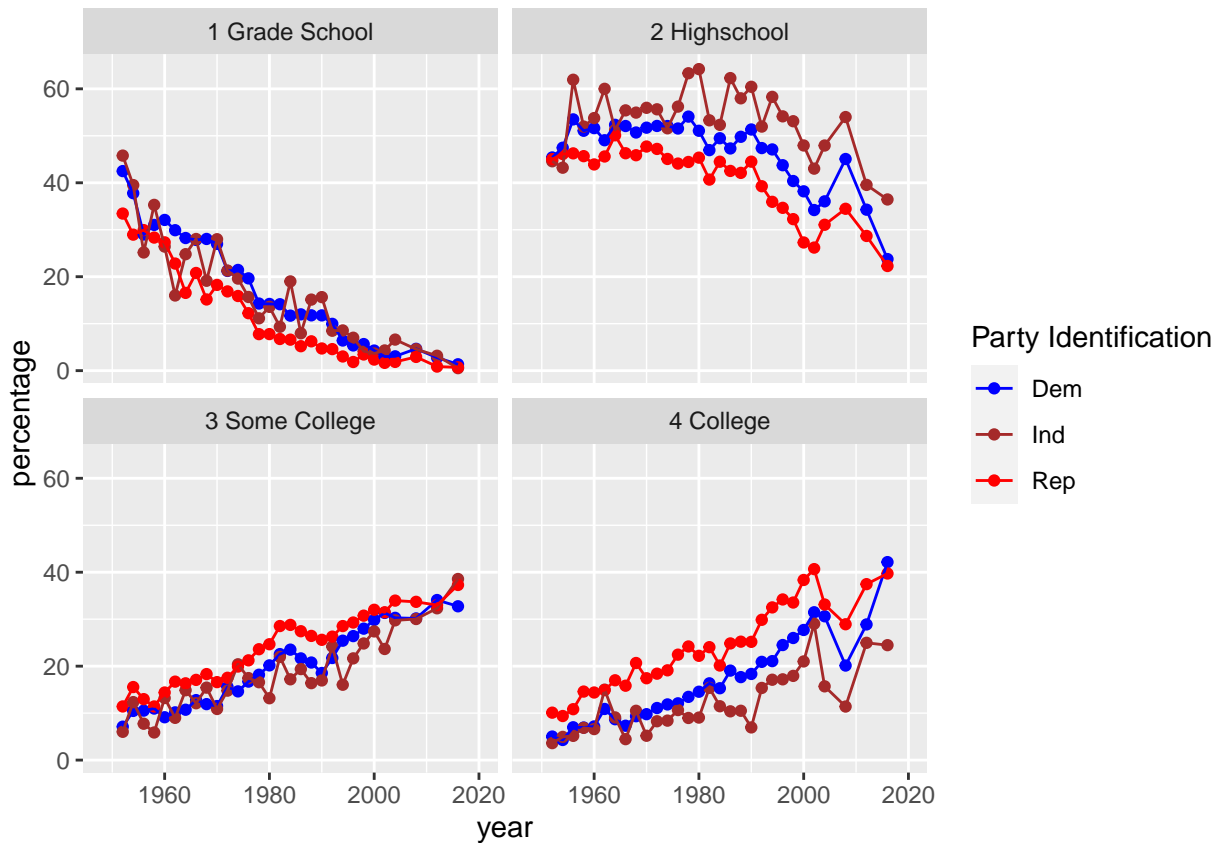 1 Grade School
2 Highschool
60
40
20
0
3 Some College
4 College
60
40
20
0
percentage
1960
1980
2000
2020
1960
1980
2000
2020
year
Party Identification
Dem
Ind
Rep